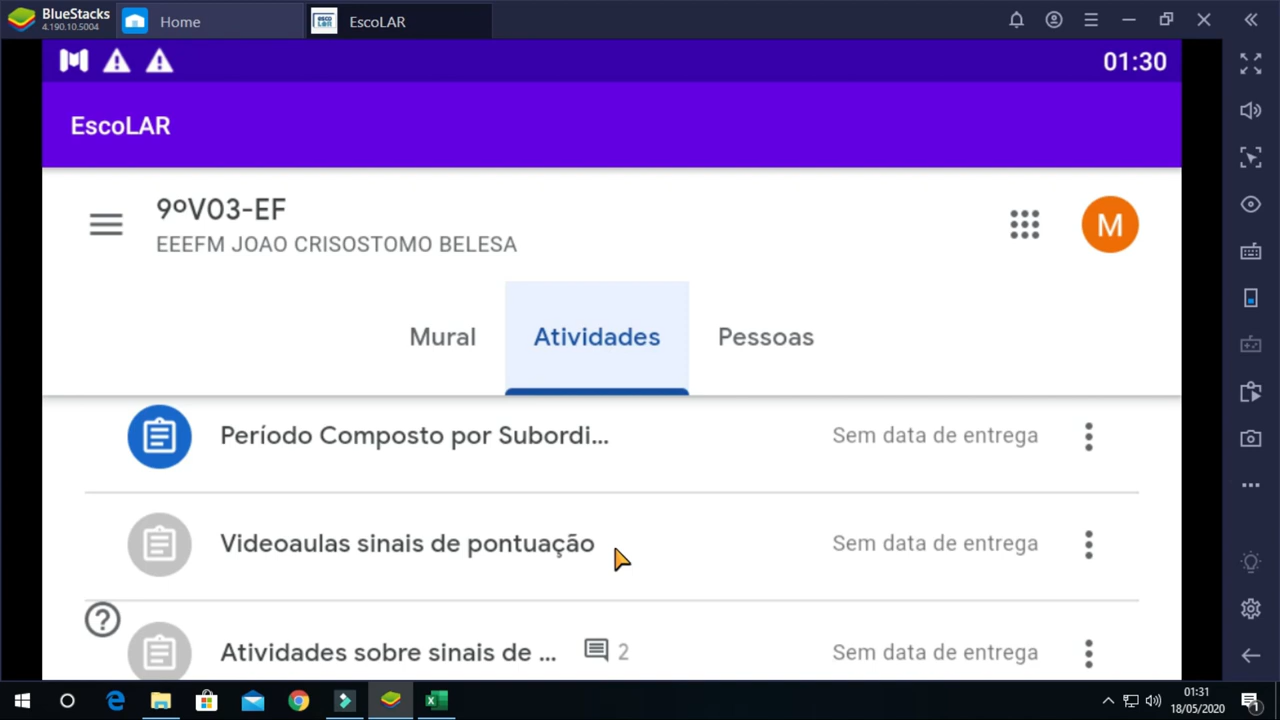 BlueStacks
4.190.10.5004
Home
EscoLAR
01:30
EscoLAR
9ºV03-EF
EEEFM JOAO CRISOSTOMO BELESA
M
Mural
Atividades
Pessoas
Período Composto por Subordi...
Sem data de entrega
Videoaulas sinais de pontuação
Sem data de entrega
Atividades sobre sinais de ...
2
Sem data de entrega
01:31
18/05/2020
1